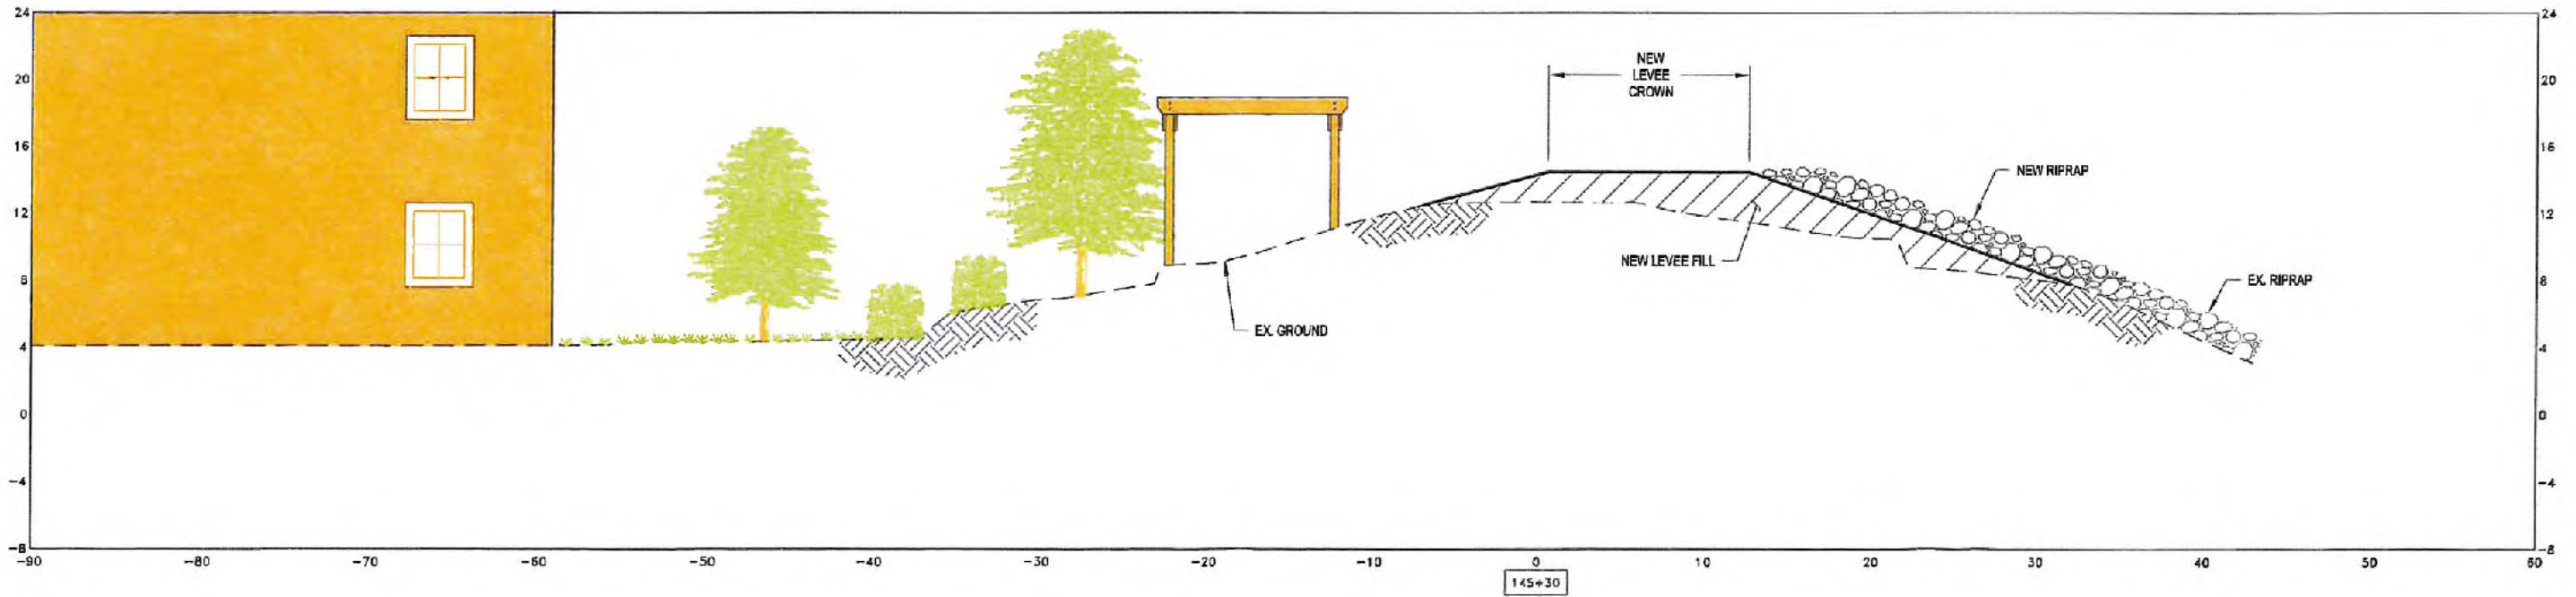 24
20
16
12
8
4
0
-4
-8
NEW
LEVEE
CROWN
NEW RIPRAP
NEW LEVEE FILL
EX. RIPRAP
EX. GROUND
24
20
16
12
8
4
0
-4
-8
-90 -80 -70 -60 -50 -40 -30 -20 -10 0 10 20 30 40 50 60
145+30